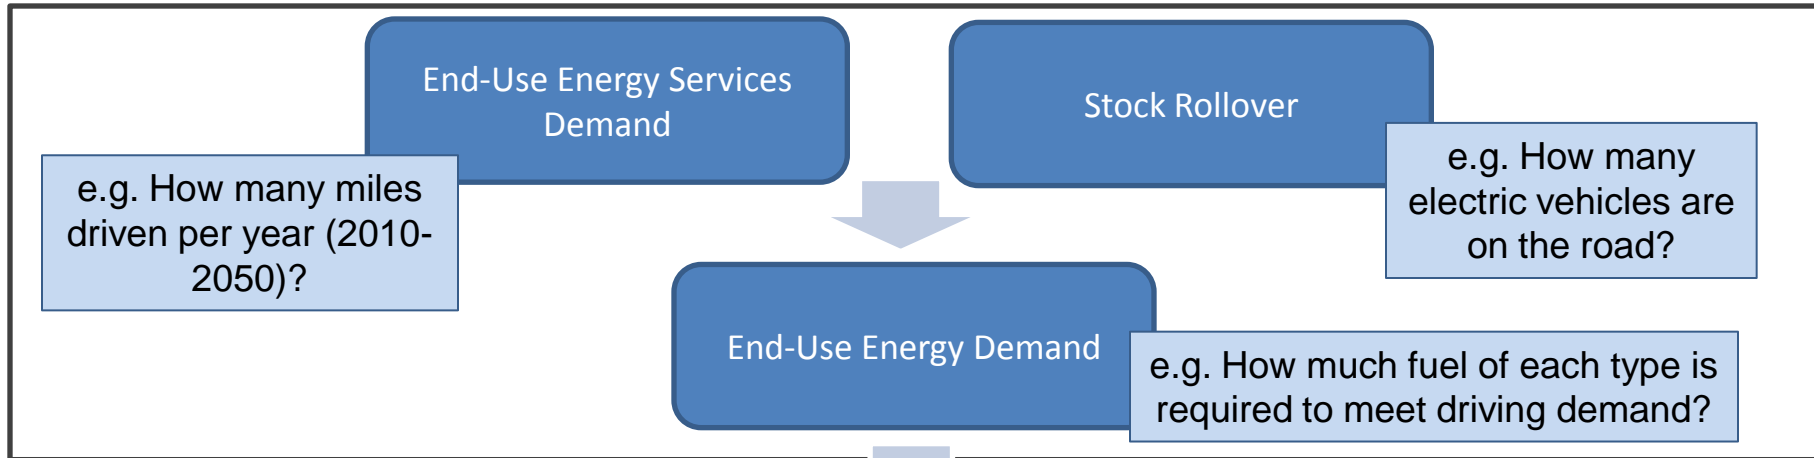 End-Use Energy Services
Demand
Stock Rollover
e.g. How many miles
driven per year (2010-
2050)?
e.g. How many
electric vehicles are
on the road?
End-Use Energy Demand
e.g. How much fuel of each type is
required to meet driving demand?